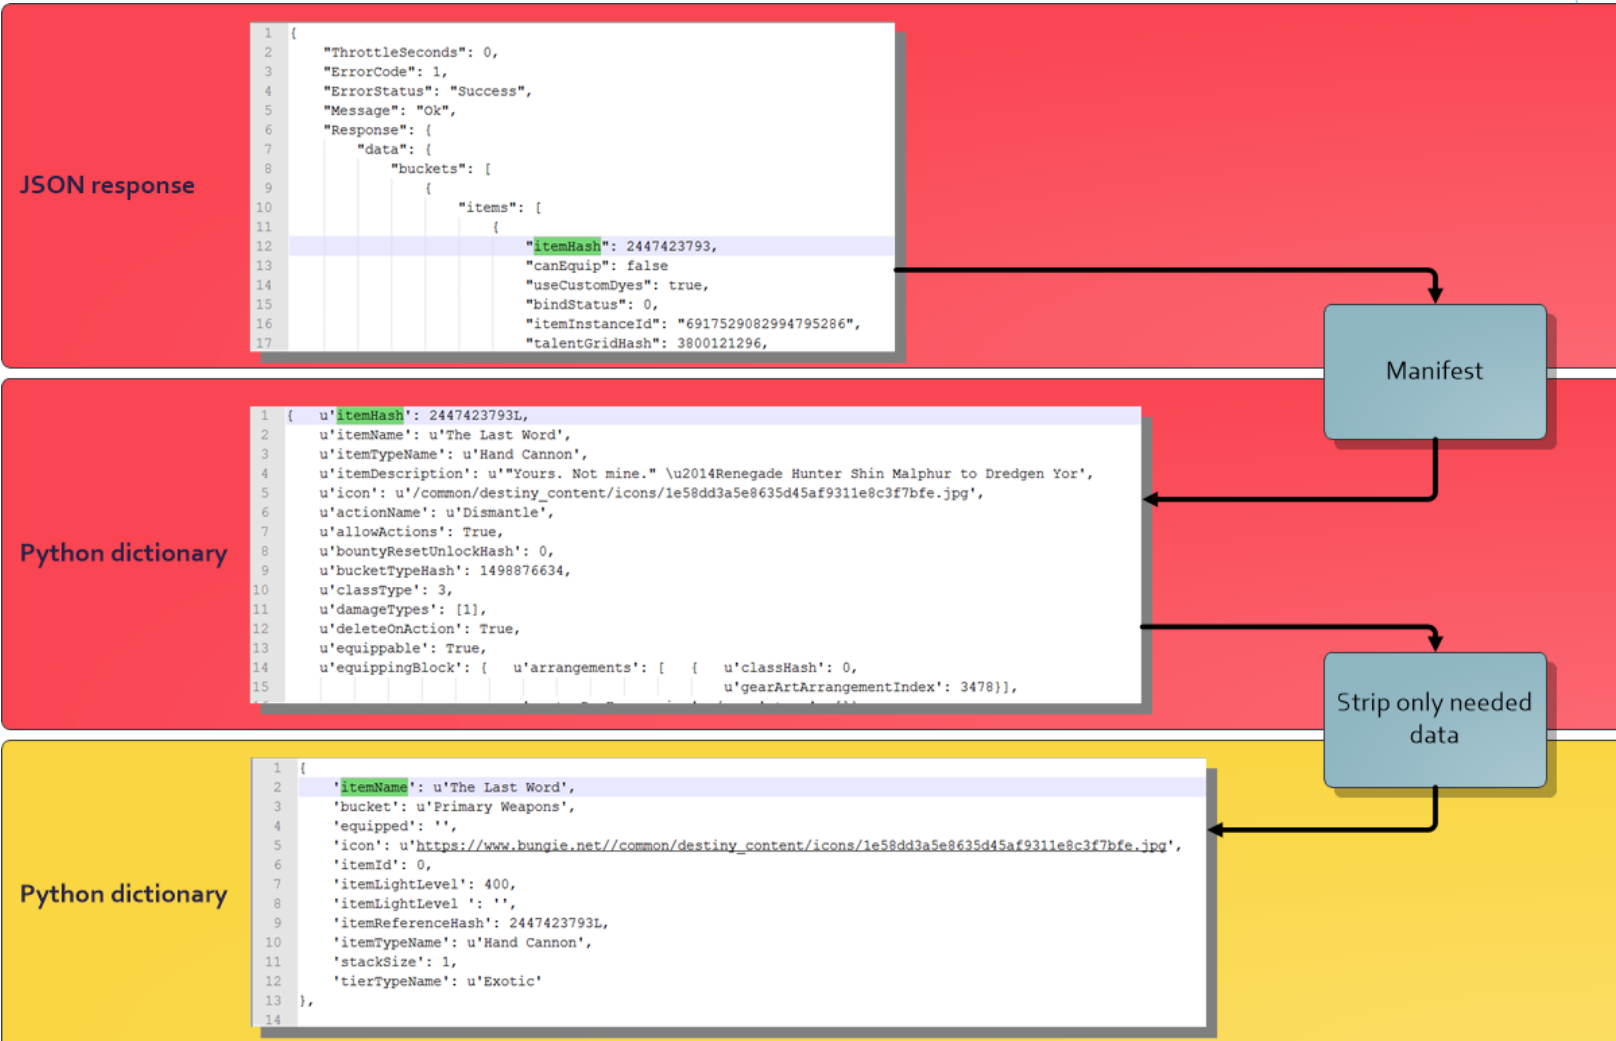 JSON response
1 {
2 "ThrottleSeconds": 0,
3 "ErrorCode": 1,
4 "ErrorStatus": "Success",
5 "Message": "Ok",
6 "Response": {
7 "data": {
8 "buckets": [
9 {
10 "items": [
11 {
12 "itemHash": 2447423793,
13 "canEquip": false
14 "useCustomDyes": true,
15 "bindStatus": 0,
16 "itemInstanceId": "6917529082994795286",
17 "talentGridHash": 3800121296,
Manifest
Python dictionary
1 { u'itemHash': 2447423793L,
2 u'itemName': u'The Last Word',
3 u'itemTypeName': u'Hand Cannon',
4 u'itemDescription': u'"Yours. Not mine." \u2014Renegade Hunter Shin Malphur to Dredgen Yor',
5 u'icon': u'/common/destiny_content/icons/1e58dd3a5e8635d45af9311e8c3f7bfe.jpg',
6 u'actionName': u'Dismantle',
7 u'allowActions': True,
8 u'bountyResetUnlockHash': 0,
9 u'bucketTypeHash': 1498876634,
10 u'classType': 3,
11 u'damageTypes': [1],
12 u'deleteOnAction': True,
13 u'equippable': True,
14 u'equippingBlock': { u'arrangements': [ { u'classHash': 0,
15 u'gearArtArrangementIndex': 3478}],
Strip only needed
data
Python dictionary
1 {
2 'itemName': u'The Last Word',
3 'bucket': u'Primary Weapons',
4 'equipped': '',
5 'icon': u'https://www.bungie.net//common/destiny_content/icons/1e58dd3a5e8635d45af9311e8c3f7bfe.jpg',
6 'itemId': 0,
7 'itemLightLevel': 400,
8 'itemLightLevel ': '',
9 'itemReferenceHash': 2447423793L,
10 'itemTypeName': u'Hand Cannon',
11 'stackSize': 1,
12 'tierTypeName': u'Exotic'
13 },
14